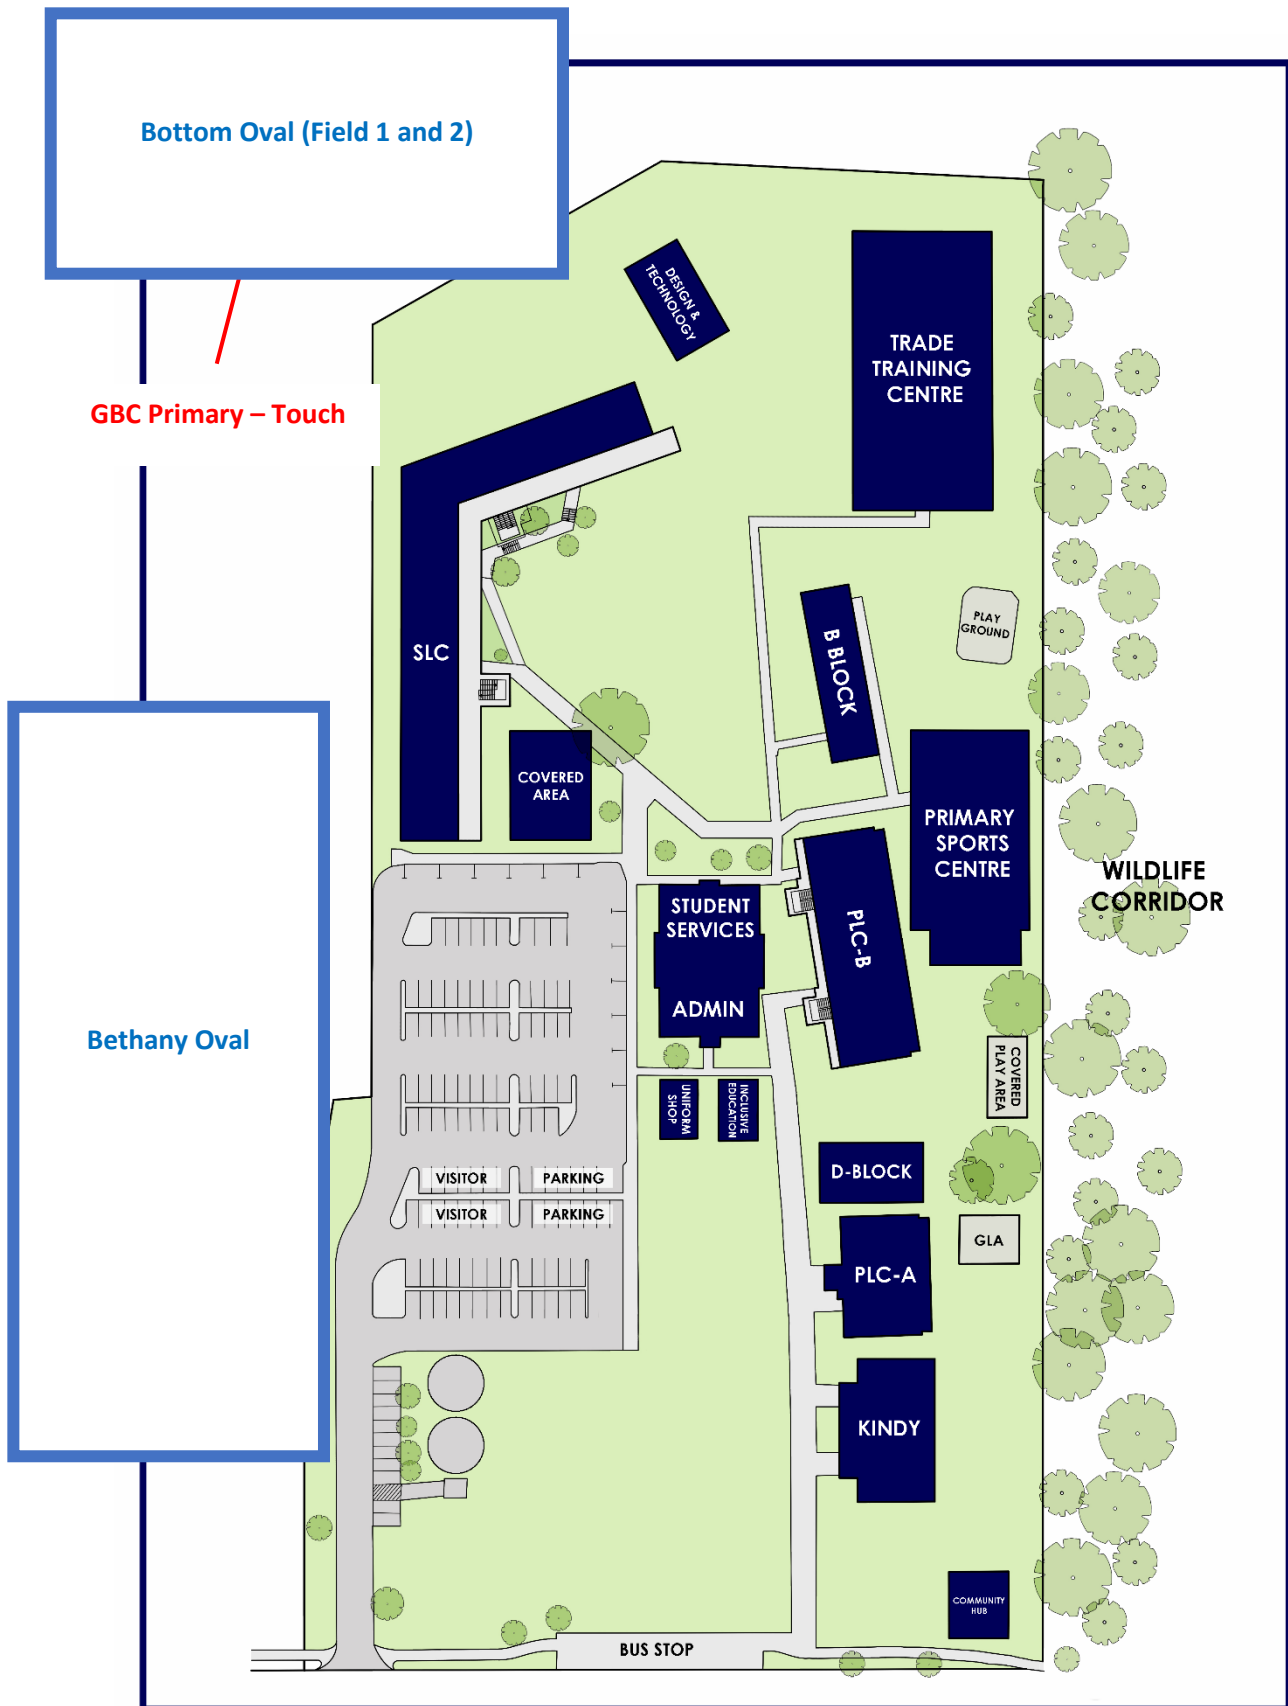 Bottom Oval (Field 1 and 2)
DESIGN &
TECHNOLOGY
TRADE
TRAINING
CENTRE
GBC Primary – Touch
PLAY
GROUND
B BLOCK
SLC
COVERED
AREA
PRIMARY
SPORTS
CENTRE
WILDLIFE
CORRIDOR
STUDENT
SERVICES
ADMIN
PLC-B
Bethany Oval
COVERED
PLAY AREA
UNIFORM
SHOP
INCLUSIVE
EDUCATION
D-BLOCK
VISITOR PARKING
VISITOR PARKING
GLA
PLC-A
KINDY
COMMUNITY
HUB
BUS STOP